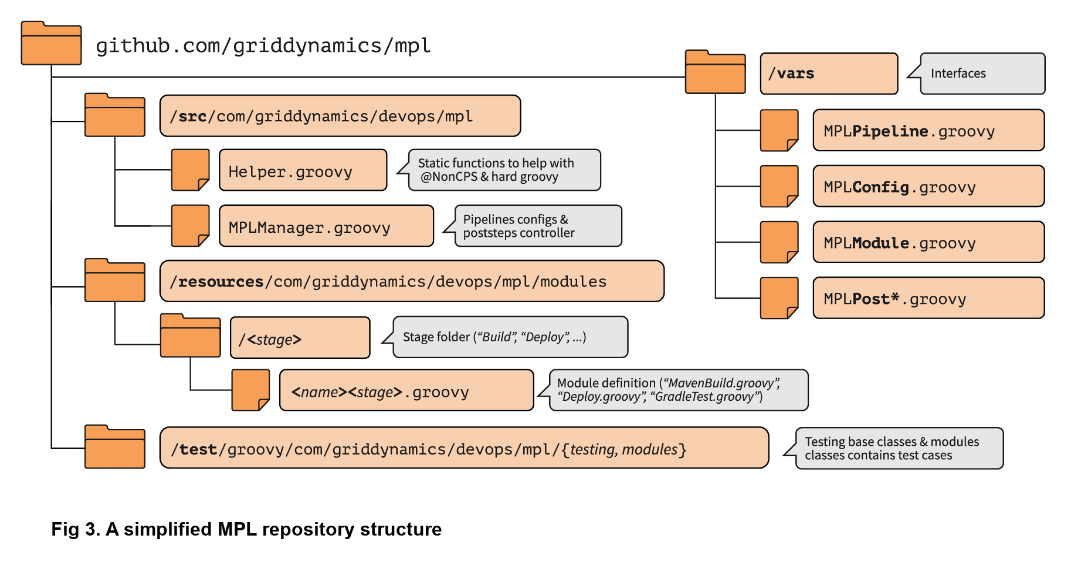 github.com/griddynamics/mpl
/vars
Interfaces
/src/com/griddynamics/devops/mpl
MPLPipeline.groovy
Helper.groovy
Static functions to help with
@NonCPS & hard groovy
MPLConfig.groovy
MPLManager.groovy
Pipelines configs &
poststeps controller
MPLModule.groovy
/resources/com/griddynamics/devops/mpl/modules
MPLPost*.groovy
/<stage>
Stage folder (“Build”, “Deploy”, ...)
<name><stage>.groovy
Module definition (“MavenBuild.groovy”,
“Deploy.groovy”, “GradleTest.groovy”)
/test/groovy/com/griddynamics/devops/mpl/{testing, modules}
Testing base classes & modules
classes contains test cases
Fig 3. A simplified MPL repository structure